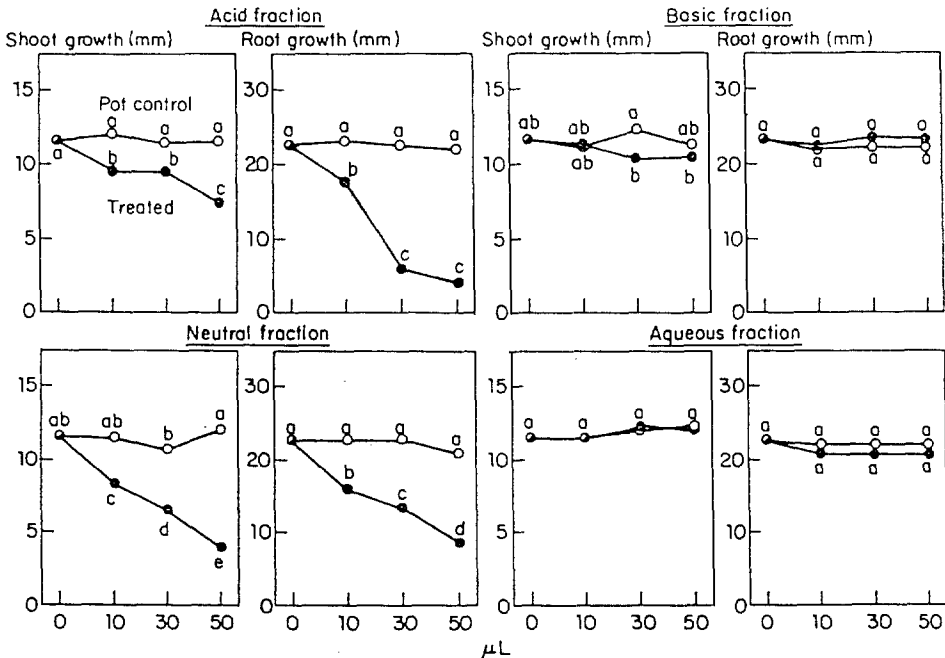 Acid fraction
Basic fraction
Shoot growth (mm) Root growth (mm) Shoot growth (mm) Root growth (mm)
15 30 15 30
a a a a a a a
Pot control
a b b c
Treated
b c c
ab ab a ab
ab b b
a a a a
a a a
10 20 10 20
5 10 5 10
0 0 0 0
Neutral fraction
Aqueous fraction
15 30 15 30
ab ab b a
c d e
a a a a
b c d
a a a a
a a a a
a a a
10 20 10 20
5 10 5 10
0 0 0 0
0 10 30 50 0 10 30 50 0 10 30 50 0 10 30 50
μL